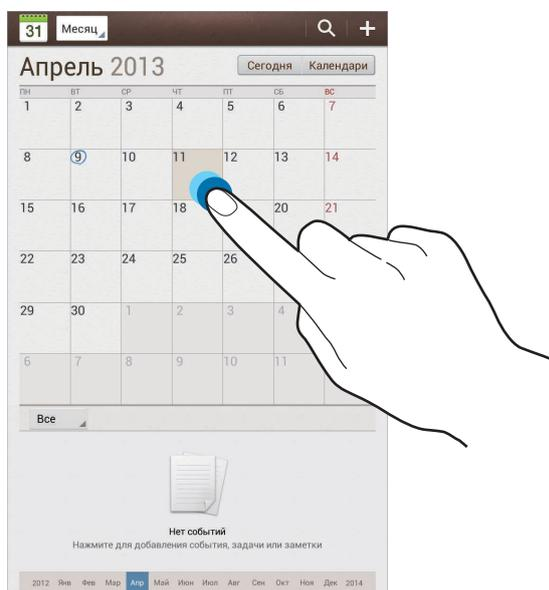 31 Месяц
Апрель 2013 Сегодня Календари
ПН ВТ СР ЧТ ПТ СБ ВС
1 2 3 4 5 6 7
8 9 10 11 12 13 14
15 16 17 18 20 21
22 23 24 25 26
29 30 1 2 3 4
6 7 8 9 10 11
Все
Нет событий
Нажмите для добавления события, задачи или заметки
2012 Янв Фев Мар Апр Май Июн Июл Авг Сен Окт Ноя Дек 2014